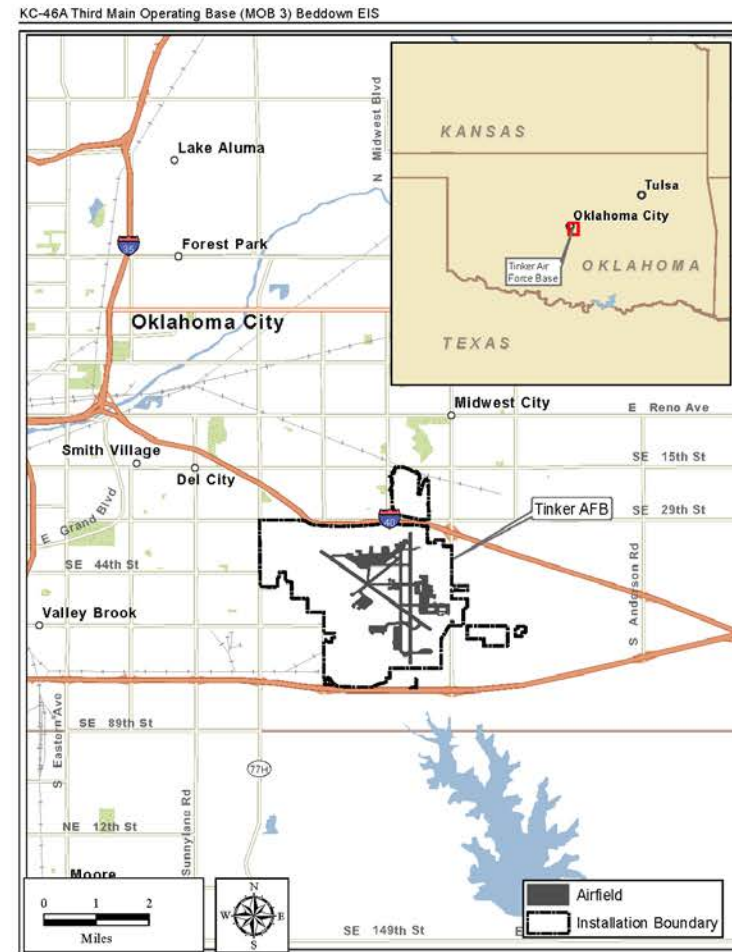 KC-46A Third Main Operating Base (MOB 3) Beddown EIS
KANSAS
Tulsa
Oklahoma City
Tinker Air
Force Base
OKLAHOMA
TEXAS
N Midwest Blvd
Lake Aluma
35
Forest Park
Oklahoma City
Midwest City
E Reno Ave
Smith Village
SE 15th St
Del City
E Grand Blvd
40
Tinker AFB
SE 29th St
SE 44th St
S Anderson Rd
Valley Brook
S Eastern Ave
SE 89th St
77H
Sunnylane Rd
NE 12th St
Moore
0 1 2
Miles
N
W E
S
SE 149th St
E
Airfield
Installation Boundary